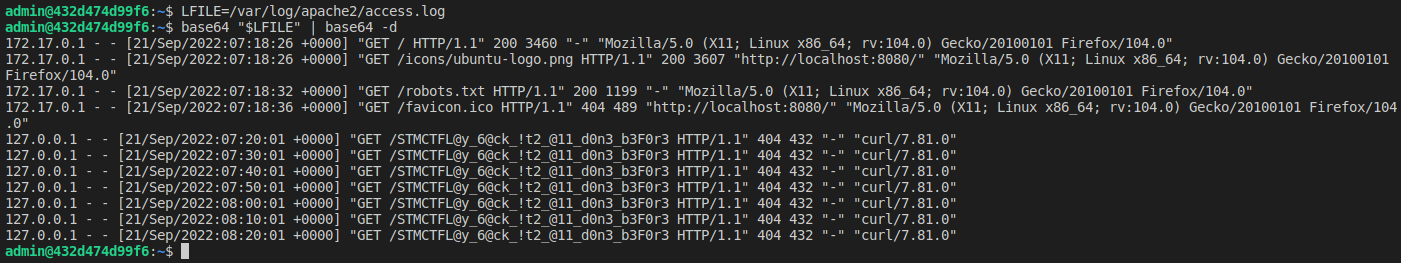 admin@432d474d99f6:~$ LFILE=/var/log/apache2/access.log
admin@432d474d99f6:~$ base64 "$LFILE" | base64 -d
172.17.0.1 - - [21/Sep/2022:07:18:26 +0000] "GET / HTTP/1.1" 200 3460 "-" "Mozilla/5.0 (X11; Linux x86_64; rv:104.0) Gecko/20100101 Firefox/104.0"
172.17.0.1 - - [21/Sep/2022:07:18:26 +0000] "GET /icons/ubuntu-logo.png HTTP/1.1" 200 3607 "http://localhost:8080/" "Mozilla/5.0 (X11; Linux x86_64; rv:104.0) Gecko/20100101
Firefox/104.0"
172.17.0.1 - - [21/Sep/2022:07:18:32 +0000] "GET /robots.txt HTTP/1.1" 200 1199 "-" "Mozilla/5.0 (X11; Linux x86_64; rv:104.0) Gecko/20100101 Firefox/104.0"
172.17.0.1 - - [21/Sep/2022:07:18:36 +0000] "GET /favicon.ico HTTP/1.1" 404 489 "http://localhost:8080/" "Mozilla/5.0 (X11; Linux x86_64; rv:104.0) Gecko/20100101 Firefox/104
.0"
127.0.0.1 - - [21/Sep/2022:07:20:01 +0000] "GET /STMCTFL@y_6@ck_!t2_@11_d0n3_b3F0r3 HTTP/1.1" 404 432 "-" "curl/7.81.0"
127.0.0.1 - - [21/Sep/2022:07:30:01 +0000] "GET /STMCTFL@y_6@ck_!t2_@11_d0n3_b3F0r3 HTTP/1.1" 404 432 "-" "curl/7.81.0"
127.0.0.1 - - [21/Sep/2022:07:40:01 +0000] "GET /STMCTFL@y_6@ck_!t2_@11_d0n3_b3F0r3 HTTP/1.1" 404 432 "-" "curl/7.81.0"
127.0.0.1 - - [21/Sep/2022:07:50:01 +0000] "GET /STMCTFL@y_6@ck_!t2_@11_d0n3_b3F0r3 HTTP/1.1" 404 432 "-" "curl/7.81.0"
127.0.0.1 - - [21/Sep/2022:08:00:01 +0000] "GET /STMCTFL@y_6@ck_!t2_@11_d0n3_b3F0r3 HTTP/1.1" 404 432 "-" "curl/7.81.0"
127.0.0.1 - - [21/Sep/2022:08:10:01 +0000] "GET /STMCTFL@y_6@ck_!t2_@11_d0n3_b3F0r3 HTTP/1.1" 404 432 "-" "curl/7.81.0"
127.0.0.1 - - [21/Sep/2022:08:20:01 +0000] "GET /STMCTFL@y_6@ck_!t2_@11_d0n3_b3F0r3 HTTP/1.1" 404 432 "-" "curl/7.81.0"
admin@432d474d99f6:~$